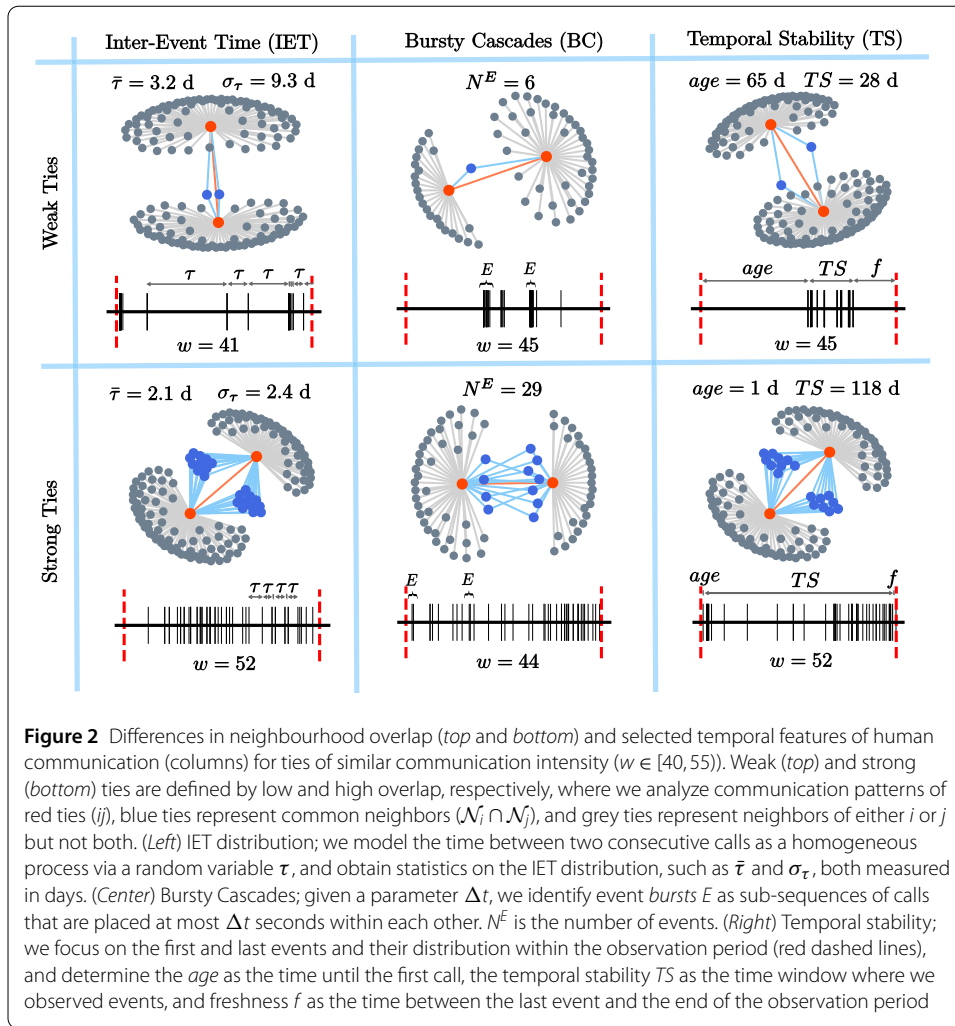 Inter-Event Time (IET)
Bursty Cascades (BC)
Temporal Stability (TS)
Weak Ties
τ̄ = 3.2 d σ_τ = 9.3 d
N^E = 6
age = 65 d TS = 28 d
τ τ τ τ
w = 41
E E
w = 45
age TS f
w = 45
Strong Ties
τ̄ = 2.1 d σ_τ = 2.4 d
N^E = 29
age = 1 d TS = 118 d
τ τ τ τ
w = 52
E E
w = 44
age TS f
w = 52
Figure 2 Differences in neighbourhood overlap (top and bottom) and selected temporal features of human
communication (columns) for ties of similar communication intensity (w ∈ [40, 55)). Weak (top) and strong
(bottom) ties are defined by low and high overlap, respectively, where we analyze communication patterns of
red ties (ij), blue ties represent common neighbors (𝒩_i ∩ 𝒩_j), and grey ties represent neighbors of either i or j
but not both. (Left) IET distribution; we model the time between two consecutive calls as a homogeneous
process via a random variable τ, and obtain statistics on the IET distribution, such as τ̄ and σ_τ, both measured
in days. (Center) Bursty Cascades; given a parameter Δt, we identify event bursts E as sub-sequences of calls
that are placed at most Δt seconds within each other. N^E is the number of events. (Right) Temporal stability;
we focus on the first and last events and their distribution within the observation period (red dashed lines),
and determine the age as the time until the first call, the temporal stability TS as the time window where we
observed events, and freshness f as the time between the last event and the end of the observation period